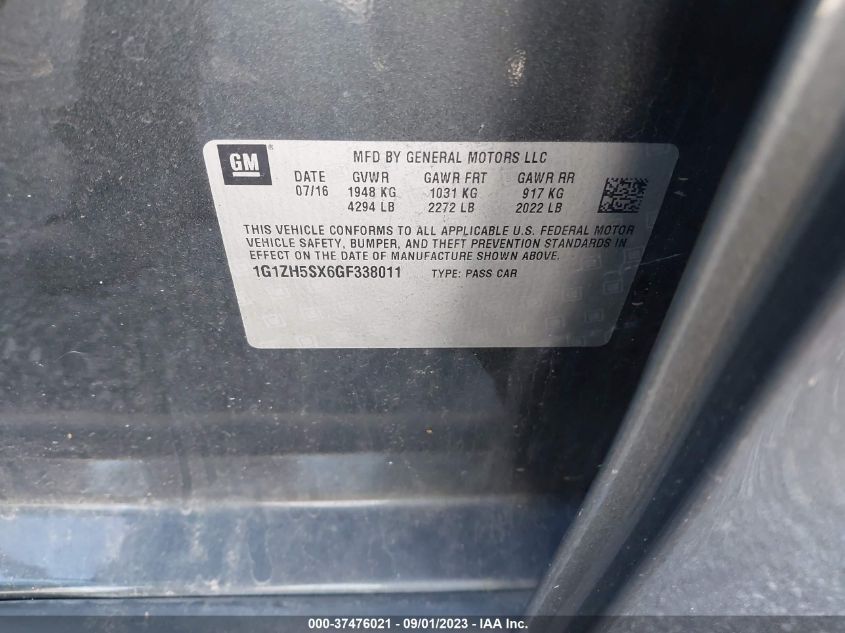 GM
MFD BY GENERAL MOTORS LLC
DATE GVWR GAWR FRT GAWR RR
07/16 1948 KG 1031 KG 917 KG
4294 LB 2272 LB 2022 LB
THIS VEHICLE CONFORMS TO ALL APPLICABLE U.S. FEDERAL MOTOR
VEHICLE SAFETY, BUMPER, AND THEFT PREVENTION STANDARDS IN
EFFECT ON THE DATE OF MANUFACTURE SHOWN ABOVE.
1G1ZH5SX6GF338011 TYPE: PASS CAR
000-37476021 - 09/01/2023 - IAA Inc.